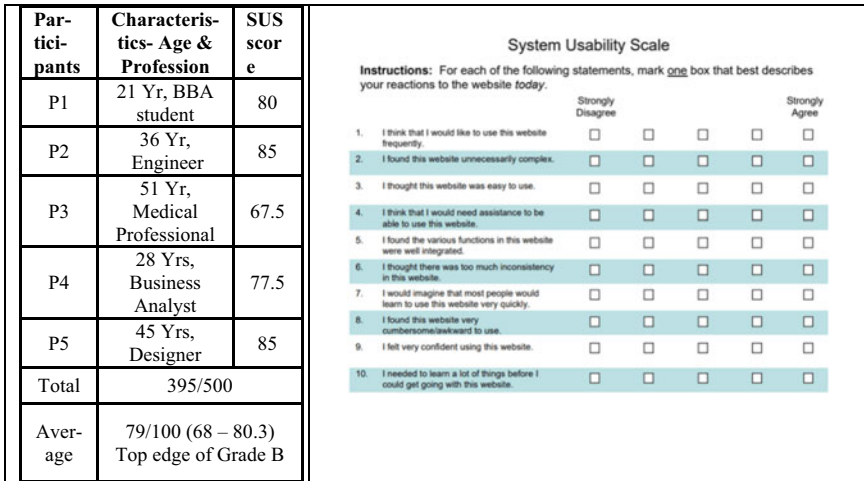 Par-
tici-
pants
Characteris-
tics- Age &
Profession
SUS
scor
e
P1
21 Yr, BBA
student
80
P2
36 Yr,
Engineer
85
P3
51 Yr,
Medical
Professional
67.5
P4
28 Yrs,
Business
Analyst
77.5
P5
45 Yrs,
Designer
85
Total
395/500
Aver-
age
79/100 (68 – 80.3)
Top edge of Grade B
System Usability Scale
Instructions: For each of the following statements, mark one box that best describes
your reactions to the website today.
Strongly
Disagree
Strongly
Agree
1. I think that I would like to use this website
frequently.
2. I found this website unnecessarily complex.
3. I thought this website was easy to use.
4. I think that I would need assistance to be
able to use this website.
5. I found the various functions in this website
were well integrated.
6. I thought there was too much inconsistency
in this website.
7. I would imagine that most people would
learn to use this website very quickly.
8. I found this website very
cumbersome/awkward to use.
9. I felt very confident using this website.
10. I needed to learn a lot of things before I
could get going with this website.